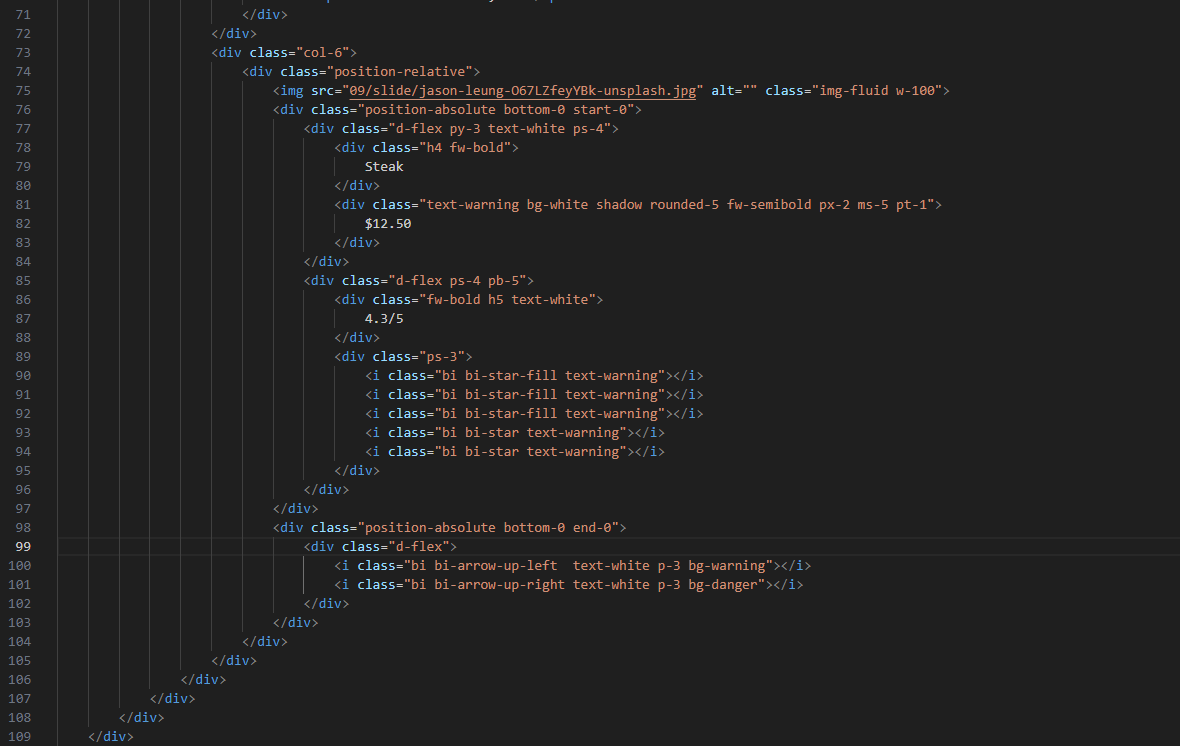 71 </div>
72 </div>
73 <div class="col-6">
74 <div class="position-relative">
75 <img src="09/slide/jason-leung-O67LZfeyYBk-unsplash.jpg" alt="" class="img-fluid w-100">
76 <div class="position-absolute bottom-0 start-0">
77 <div class="d-flex py-3 text-white ps-4">
78 <div class="h4 fw-bold">
79 Steak
80 </div>
81 <div class="text-warning bg-white shadow rounded-5 fw-semibold px-2 ms-5 pt-1">
82 $12.50
83 </div>
84 </div>
85 <div class="d-flex ps-4 pb-5">
86 <div class="fw-bold h5 text-white">
87 4.3/5
88 </div>
89 <div class="ps-3">
90 <i class="bi bi-star-fill text-warning"></i>
91 <i class="bi bi-star-fill text-warning"></i>
92 <i class="bi bi-star-fill text-warning"></i>
93 <i class="bi bi-star text-warning"></i>
94 <i class="bi bi-star text-warning"></i>
95 </div>
96 </div>
97 </div>
98 <div class="position-absolute bottom-0 end-0">
99 <div class="d-flex">
100 <i class="bi bi-arrow-up-left  text-white p-3 bg-warning"></i>
101 <i class="bi bi-arrow-up-right text-white p-3 bg-danger"></i>
102 </div>
103 </div>
104 </div>
105 </div>
106 </div>
107 </div>
108 </div>
109 </div>